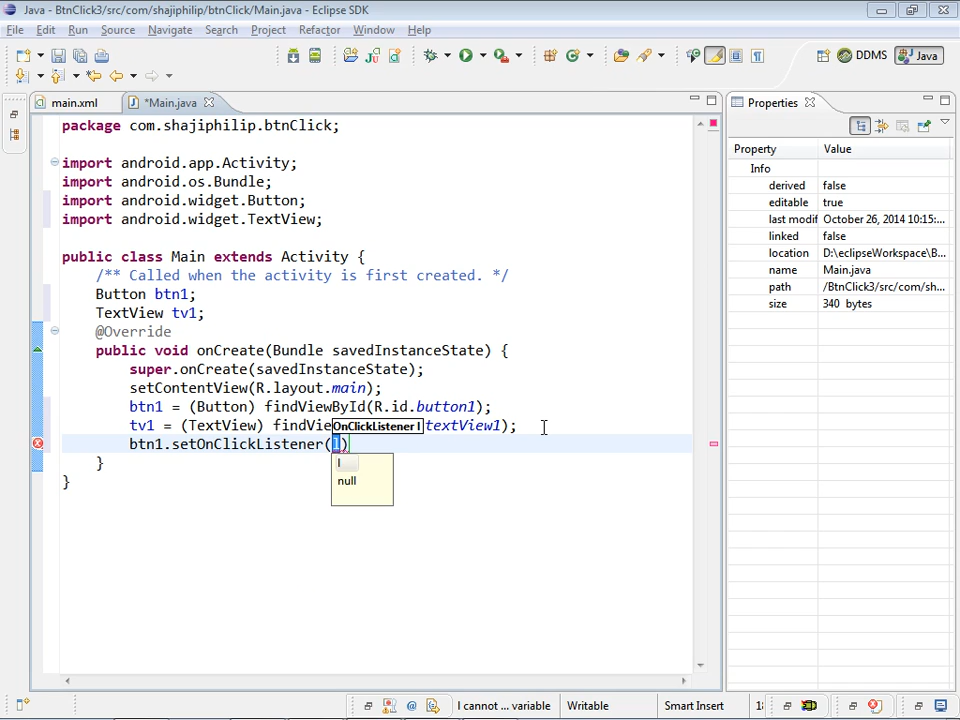 Java - BtnClick3/src/com/shajiphilip/btnClick/Main.java - Eclipse SDK
File Edit Run Source Navigate Search Project Refactor Window Help
DDMS Java
main.xml *Main.java
Properties
package com.shajiphilip.btnClick;
import android.app.Activity;
import android.os.Bundle;
import android.widget.Button;
import android.widget.TextView;
public class Main extends Activity {
/** Called when the activity is first created. */
Button btn1;
TextView tv1;
@Override
public void onCreate(Bundle savedInstanceState) {
super.onCreate(savedInstanceState);
setContentView(R.layout.main);
btn1 = (Button) findViewById(R.id.button1);
tv1 = (TextView) findVie textView1);
OnClickListener l
btn1.setOnClickListener(l)
l
null
}
}
Property Value
Info
derived false
editable true
last modif October 26, 2014 10:15:...
linked false
location D:\eclipseWorkspace\B...
name Main.java
path /BtnClick3/src/com/sh...
size 340 bytes
l cannot ... variable Writable Smart Insert